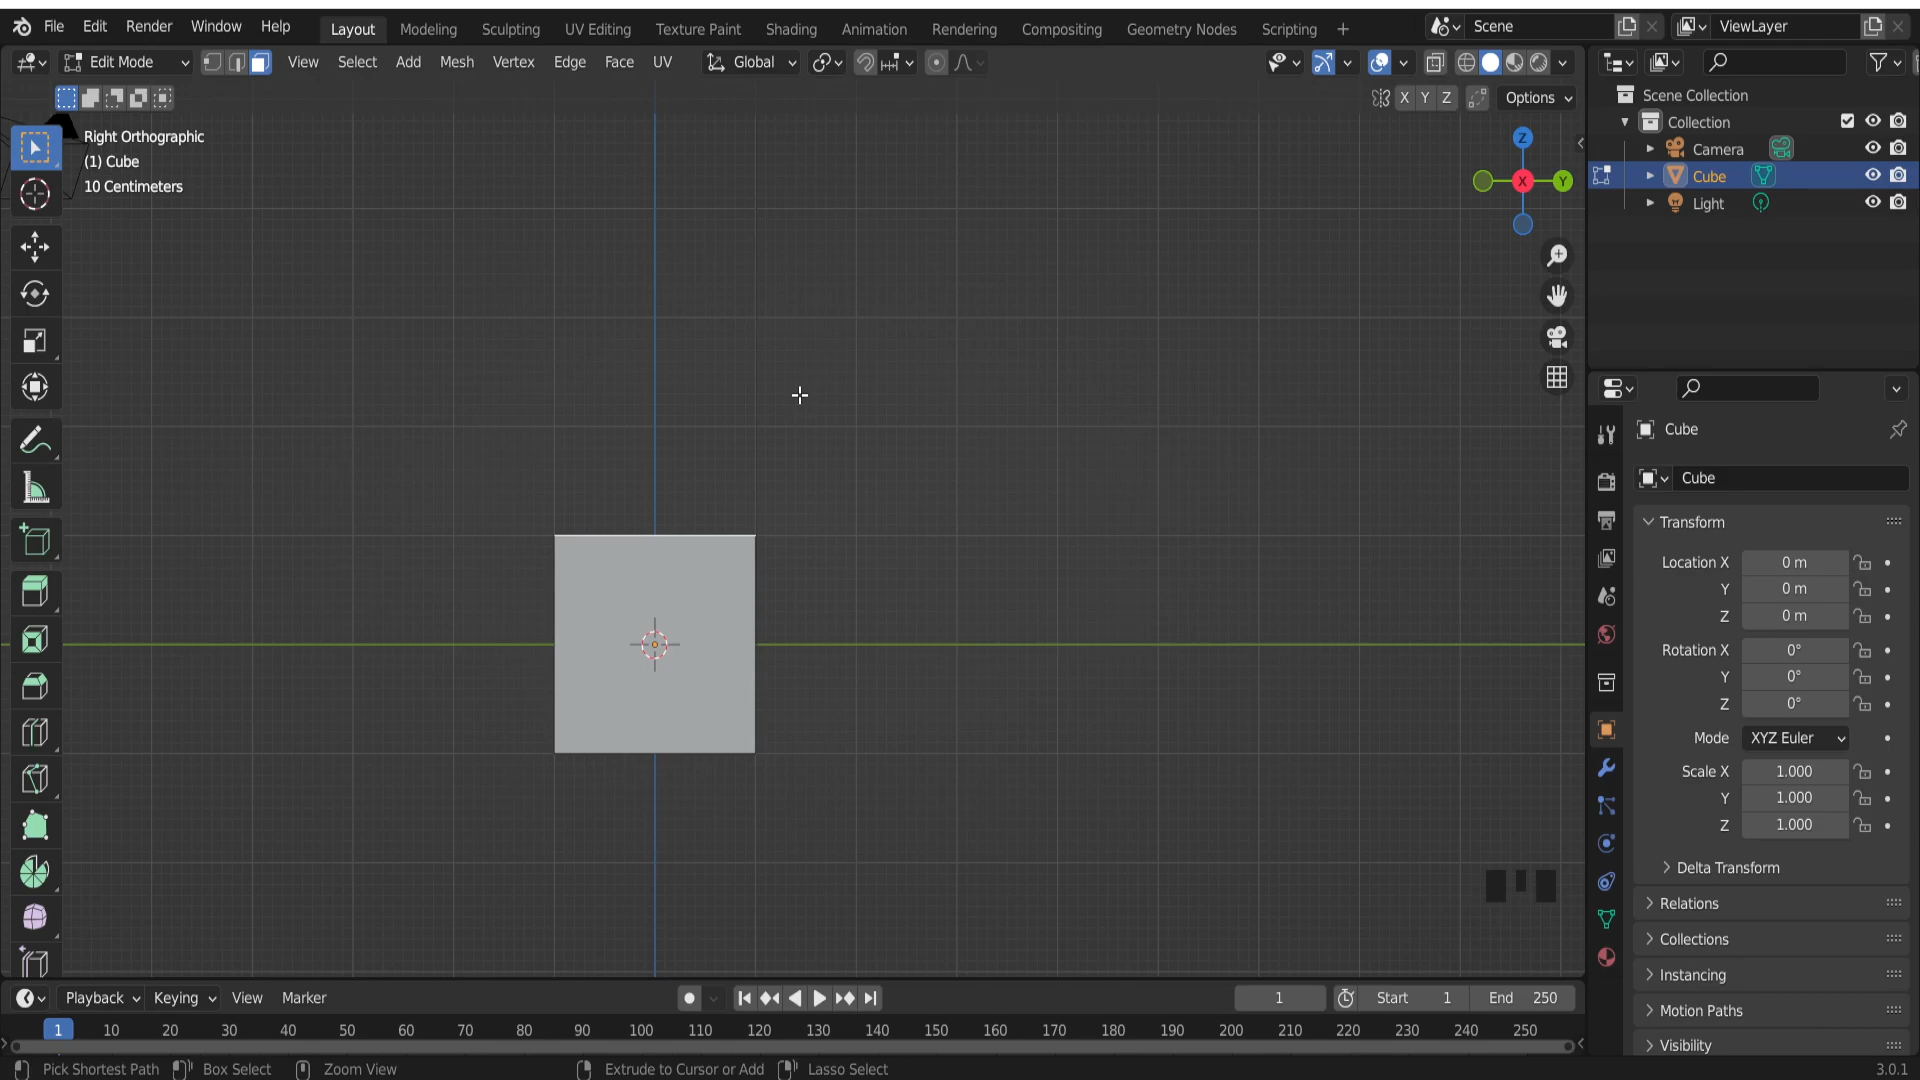 File Edit Render Window Help Layout Modeling Sculpting UV Editing Texture Paint Shading Animation Rendering Compositing Geometry Nodes Scripting + Scene ViewLayer
Edit Mode View Select Add Mesh Vertex Edge Face UV Global
X Y Z Options
Right Orthographic
(1) Cube
10 Centimeters
Z
X
Y
Scene Collection
Collection
Camera
Cube
Light
Cube
Cube
Transform
Location X 0 m
Y 0 m
Z 0 m
Rotation X 0°
Y 0°
Z 0°
Mode XYZ Euler
Scale X 1.000
Y 1.000
Z 1.000
Delta Transform
Relations
Collections
Instancing
Motion Paths
Visibility
Playback Keying View Marker 1 Start 1 End 250
1 10 20 30 40 50 60 70 80 90 100 110 120 130 140 150 160 170 180 190 200 210 220 230 240 250
Pick Shortest Path Box Select Zoom View Extrude to Cursor or Add Lasso Select 3.0.1